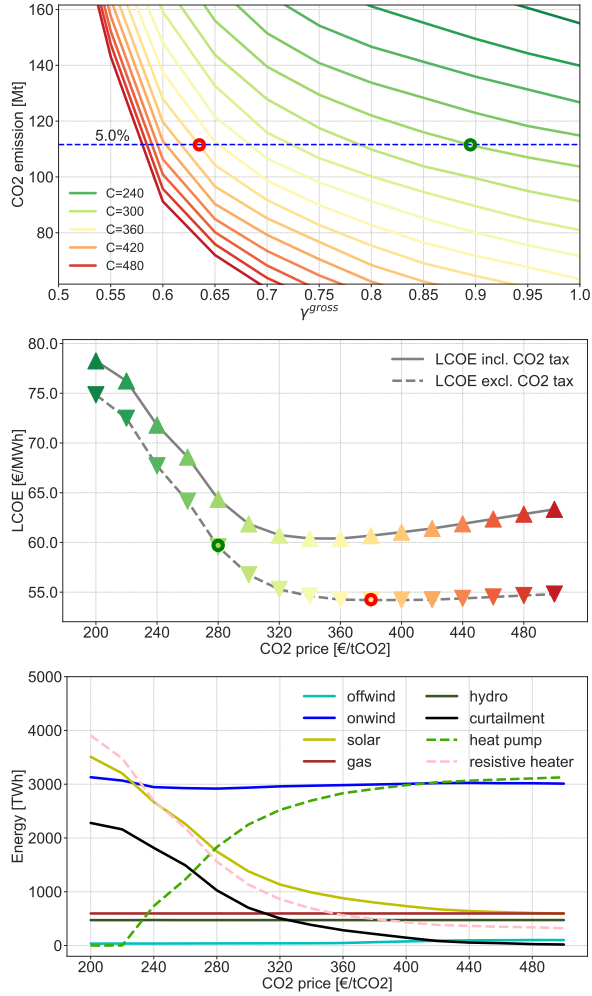 160
140
120
100
80
CO2 emission [Mt]
5.0%
C=240
C=300
C=360
C=420
C=480
0.5 0.55 0.6 0.65 0.7 0.75 0.8 0.85 0.9 0.95 1.0
γ^gross
80.0
75.0
70.0
65.0
60.0
55.0
LCOE [€/MWh]
LCOE incl. CO2 tax
LCOE excl. CO2 tax
200 240 280 320 360 400 440 480
CO2 price [€/tCO2]
5000
4000
3000
2000
1000
0
Energy [TWh]
offwind
onwind
solar
gas
hydro
curtailment
heat pump
resistive heater
200 240 280 320 360 400 440 480
CO2 price [€/tCO2]